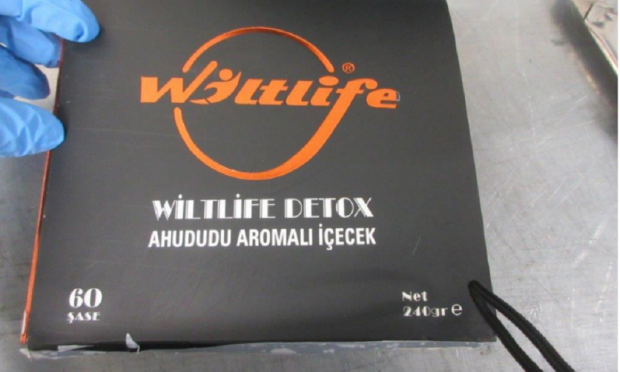 Wiltlife®
WİLTLİFE DETOX
AHUDUDU AROMALI İÇECEK
60
ŞASE
Net
240gr e